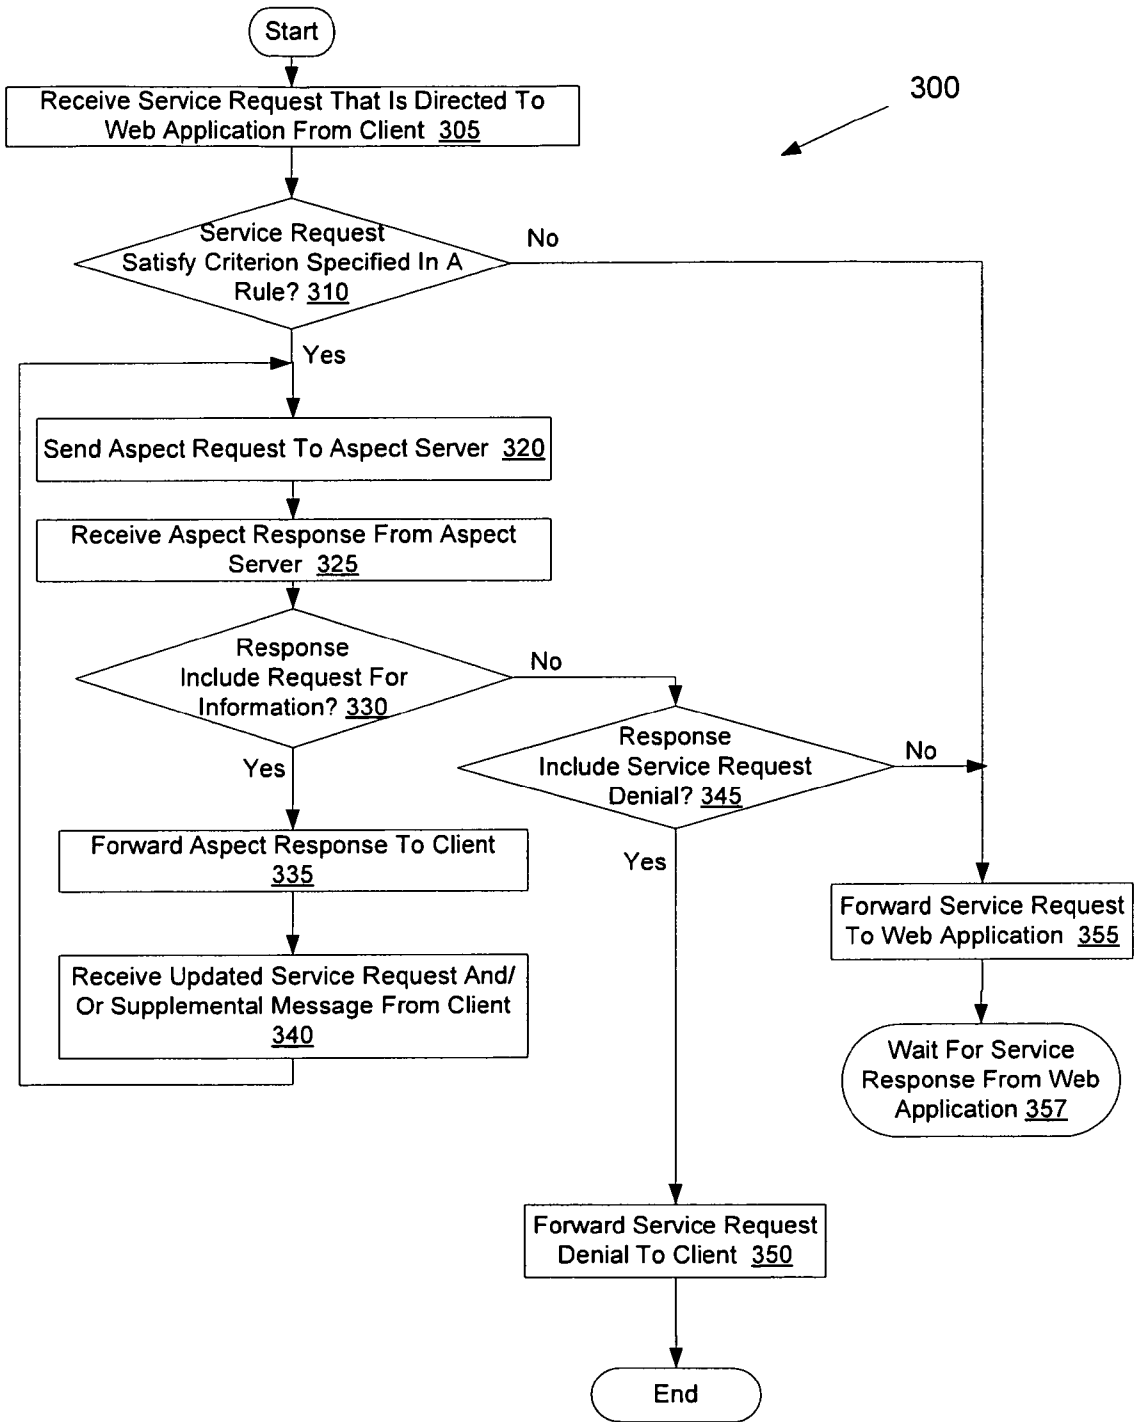 Start
300
Receive Service Request That Is Directed To
Web Application From Client 305
Service Request
Satisfy Criterion Specified In A
Rule? 310
No
Yes
Send Aspect Request To Aspect Server 320
Receive Aspect Response From Aspect
Server 325
Response
Include Request For
Information? 330
No
Yes
Response
Include Service Request
Denial? 345
No
Yes
Forward Aspect Response To Client
335
Forward Service Request
To Web Application 355
Receive Updated Service Request And/
Or Supplemental Message From Client
340
Wait For Service
Response From Web
Application 357
Forward Service Request
Denial To Client 350
End